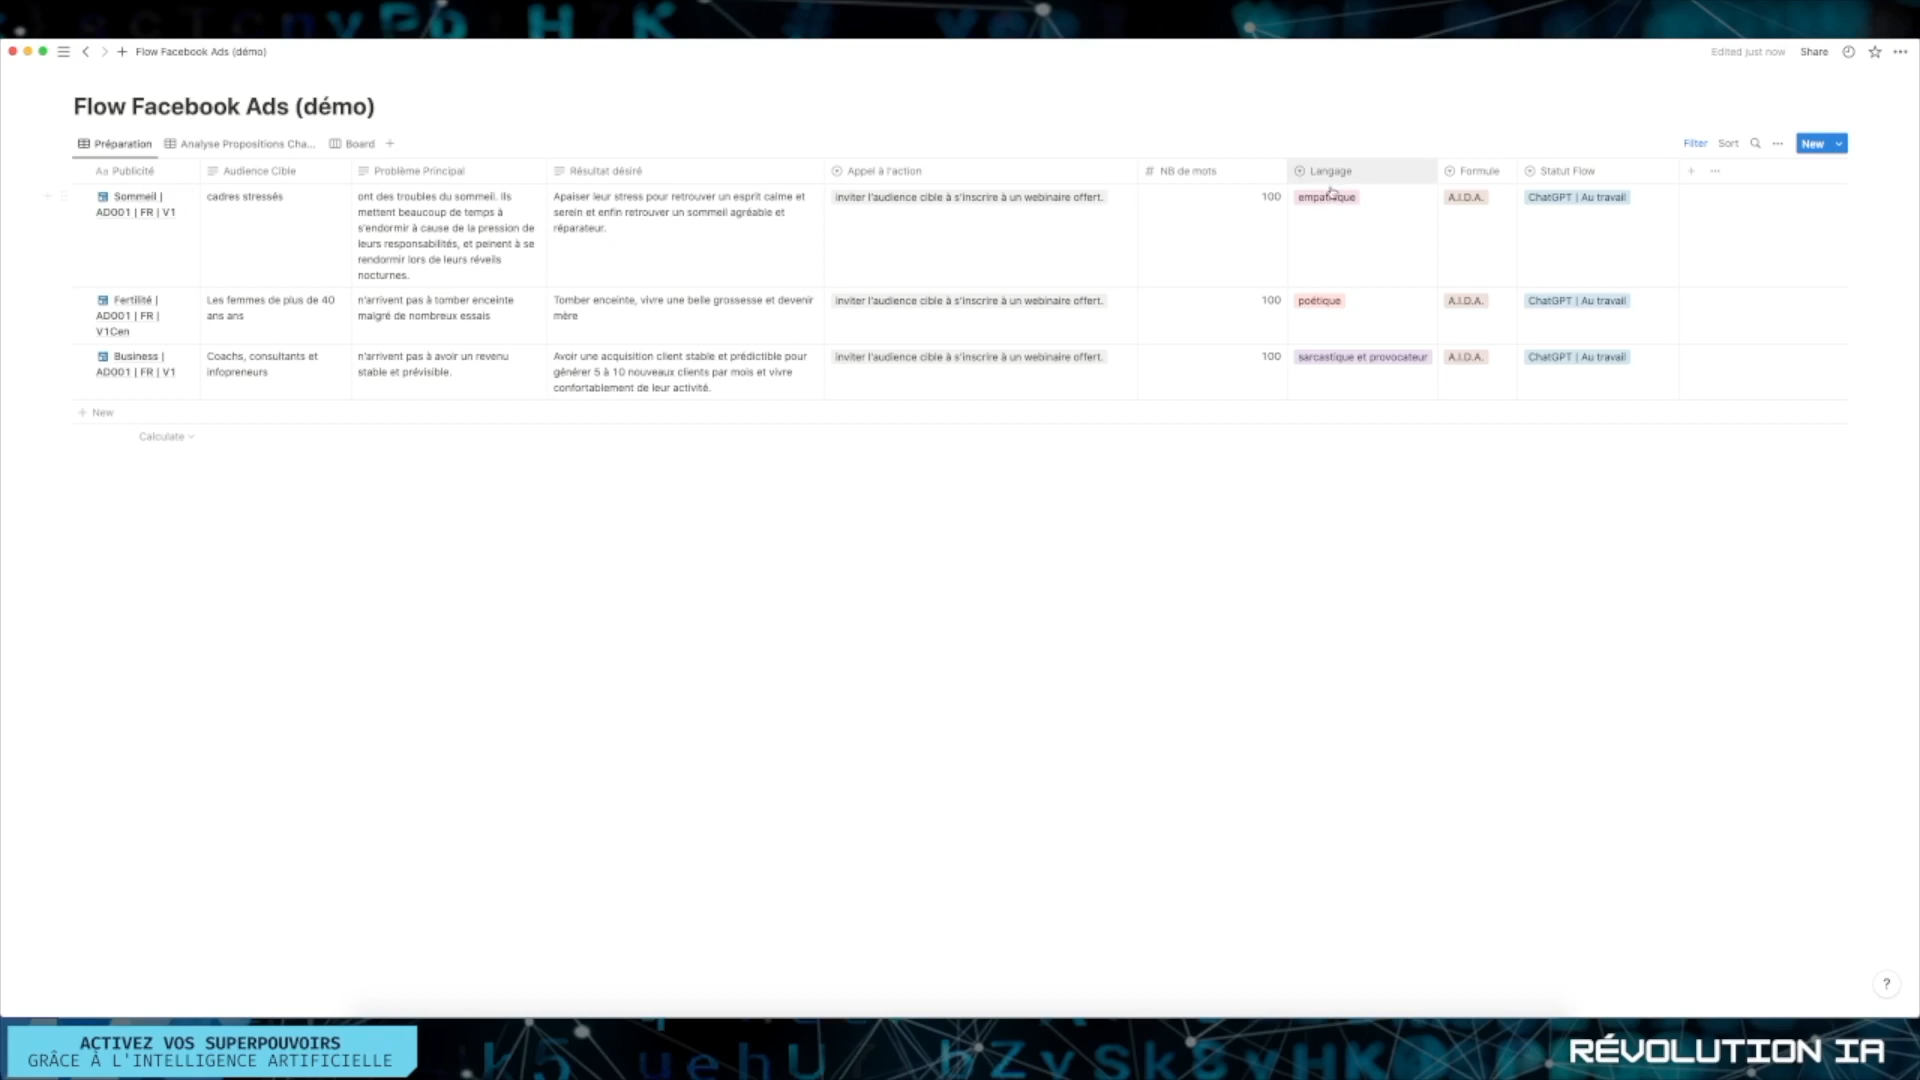 Flow Facebook Ads (démo)
Edited just now
Share
Flow Facebook Ads (démo)
Préparation
Analyse Propositions Cha...
Board
Filter
Sort
New
Aa Publicité
Audience Cible
Problème Principal
Résultat désiré
Appel à l'action
# NB de mots
Langage
Formule
Statut Flow
Sommeil |
AD001 | FR | V1
cadres stressés
ont des troubles du sommeil. Ils
mettent beaucoup de temps à
s'endormir à cause de la pression de
leurs responsabilités, et peinent à se
rendormir lors de leurs réveils
nocturnes.
Apaiser leur stress pour retrouver un esprit calme et
serein et enfin retrouver un sommeil agréable et
réparateur.
inviter l'audience cible à s'inscrire à un webinaire offert.
100
empathique
A.I.D.A.
ChatGPT | Au travail
Fertilité |
AD001 | FR |
V1Cen
Les femmes de plus de 40
ans ans
n'arrivent pas à tomber enceinte
malgré de nombreux essais
Tomber enceinte, vivre une belle grossesse et devenir
mère
inviter l'audience cible à s'inscrire à un webinaire offert.
100
poétique
A.I.D.A.
ChatGPT | Au travail
Business |
AD001 | FR | V1
Coachs, consultants et
infopreneurs
n'arrivent pas à avoir un revenu
stable et prévisible.
Avoir une acquisition client stable et prédictible pour
générer 5 à 10 nouveaux clients par mois et vivre
confortablement de leur activité.
inviter l'audience cible à s'inscrire à un webinaire offert.
100
sarcastique et provocateur
A.I.D.A.
ChatGPT | Au travail
+ New
Calculate
?
ACTIVEZ VOS SUPERPOUVOIRS
GRÂCE À L'INTELLIGENCE ARTIFICIELLE
RÉVOLUTION IA